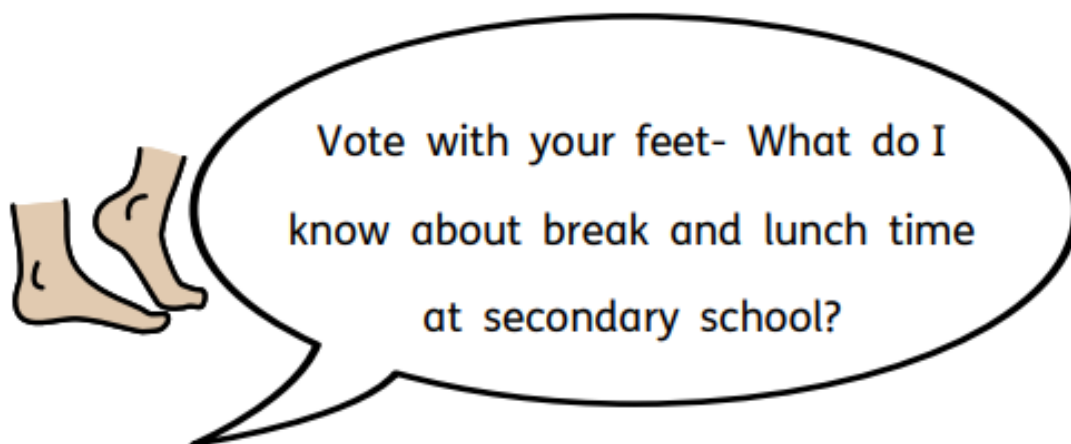 Vote with your feet- What do I
know about break and lunch time
at secondary school?